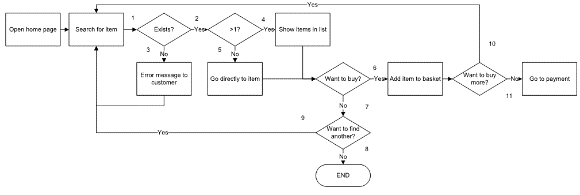 Yes
1
2
4
Open home page
Search for item
Exists?
Yes
>1?
Yes
Show items in list
3
No
5
No
10
Error message to
customer
Go directly to item
Want to buy?
6
Yes
Add item to basket
Want to buy
more?
No
Go to payment
11
7
No
9
Yes
Want to find
another?
8
No
END